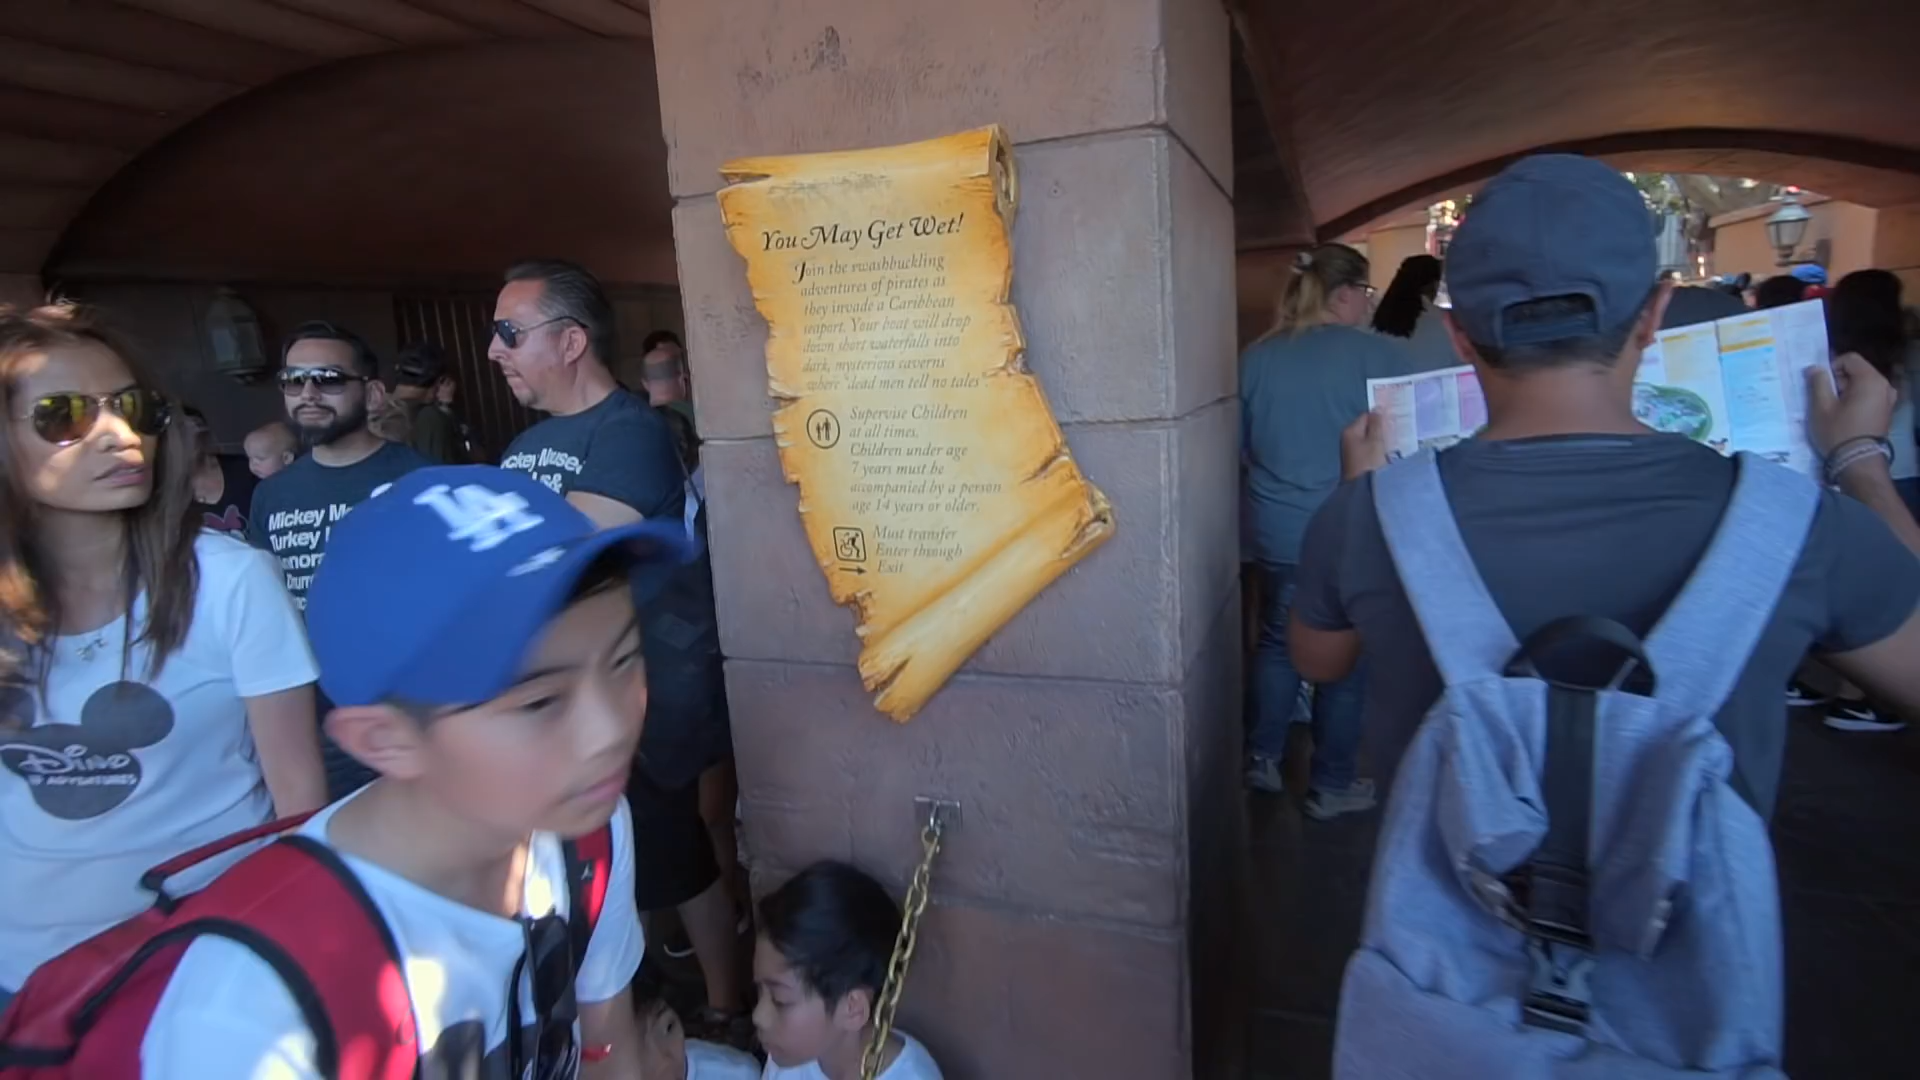 You May Get Wet!
Join the swashbuckling
adventures of pirates as
they invade a Caribbean
seaport. Your boat will drop
down short waterfalls into
dark, mysterious caverns
where "dead men tell no tales".
Supervise Children
at all times.
Children under age
7 years must be
accompanied by a person
age 14 years or older.
Must transfer
Enter through
Exit
LA
Mickey
Turkey
Dino